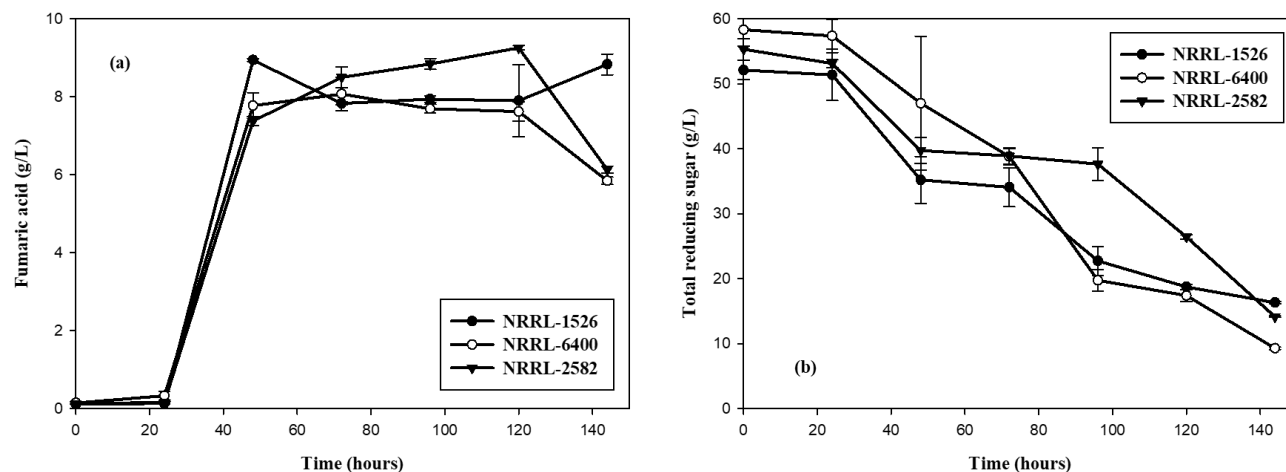 (a)
Fumaric acid (g/L)
10
8
6
4
2
0
NRRL-1526
NRRL-6400
NRRL-2582
0 20 40 60 80 100 120 140
Time (hours)
(b)
Total reducing sugar (g/L)
60
50
40
30
20
10
0
NRRL-1526
NRRL-6400
NRRL-2582
0 20 40 60 80 100 120 140
Time (hours)